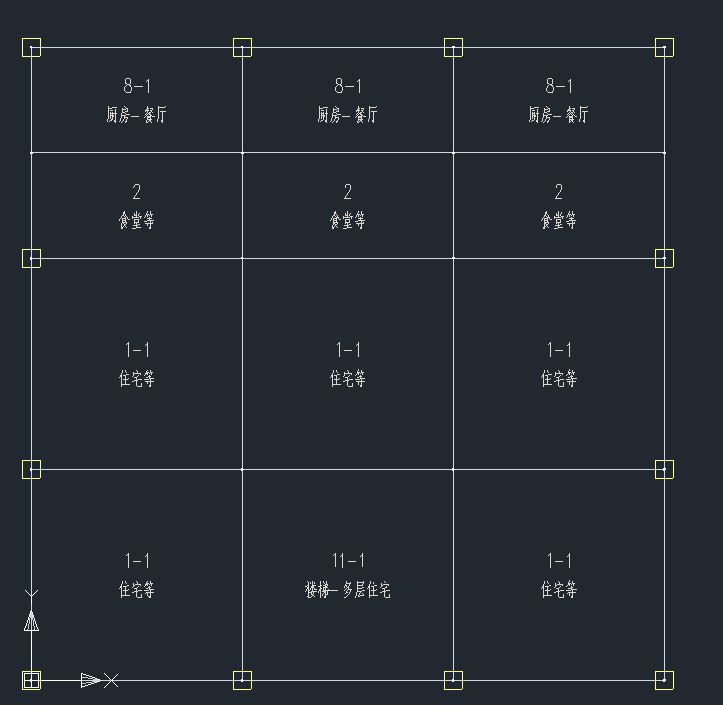 8-1
厨房-餐厅
8-1
厨房-餐厅
8-1
厨房-餐厅
2
食堂等
2
食堂等
2
食堂等
1-1
住宅等
1-1
住宅等
1-1
住宅等
1-1
住宅等
11-1
楼梯-多层住宅
1-1
住宅等
Y
X